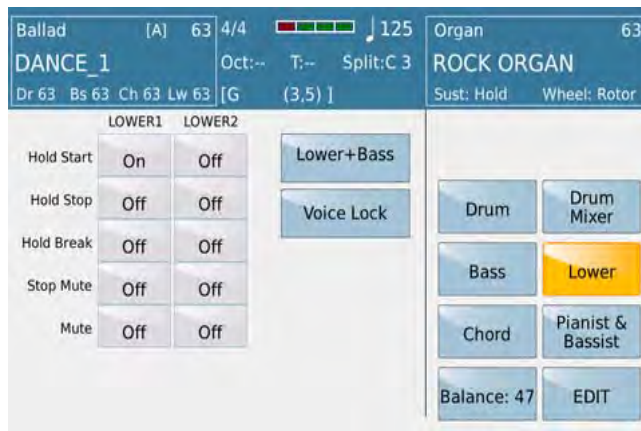 Ballad [A] 63 4/4 125 Organ 63
DANCE_1 Oct:-- T:-- Split:C 3 ROCK ORGAN
Dr 63 Bs 63 Ch 63 Lw 63 [G (3,5) ] Sust: Hold Wheel: Rotor
LOWER1 LOWER2
Hold Start On Off
Hold Stop Off Off
Hold Break Off Off
Stop Mute Off Off
Mute Off Off
Lower+Bass
Voice Lock
Drum
Drum
Mixer
Bass
Lower
Chord
Pianist &
Bassist
Balance: 47
EDIT